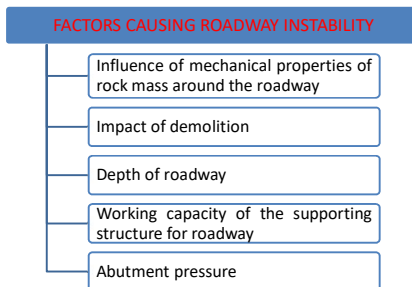 FACTORS CAUSING ROADWAY INSTABILITY
Influence of mechanical properties of
rock mass around the roadway
Impact of demolition
Depth of roadway
Working capacity of the supporting
structure for roadway
Abutment pressure